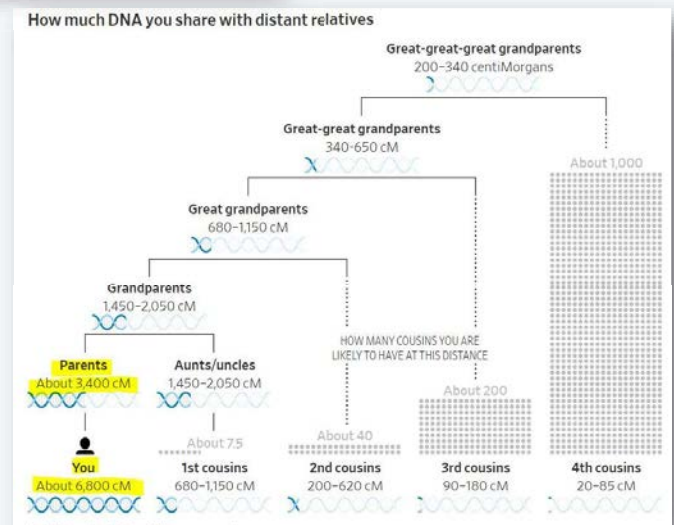 How much DNA you share with distant relatives
Great-great-great grandparents
200–340 centiMorgans
Great-great grandparents
340-650 cM
About 1,000
Great grandparents
680–1,150 cM
Grandparents
1,450–2,050 cM
HOW MANY COUSINS YOU ARE
LIKELY TO HAVE AT THIS DISTANCE
Parents
About 3,400 cM
Aunts/uncles
1,450–2,050 cM
About 200
About 7.5
About 40
You
About 6,800 cM
1st cousins
680–1,150 cM
2nd cousins
200–620 cM
3rd cousins
90–180 cM
4th cousins
20–85 cM